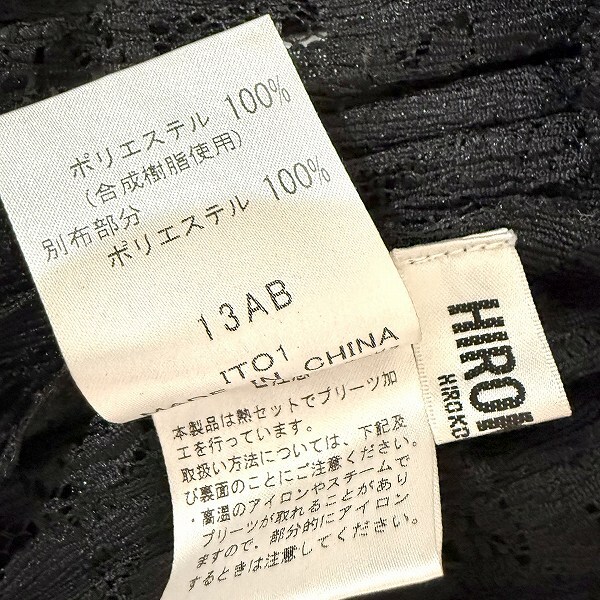 ポリエステル 100%
(合成樹脂使用)
別布部分
ポリエステル 100%
13AB
ITO1
MADE IN CHINA
本製品は熱セットでプリーツ加
工を行っています。
取扱い方法については、下記及
び裏面のことにご注意ください。
・高温のアイロンやスチームで
プリーツが取れることがあり
ますので、部分的にアイロン
するときは注意してください。
HIRO
HIROKO